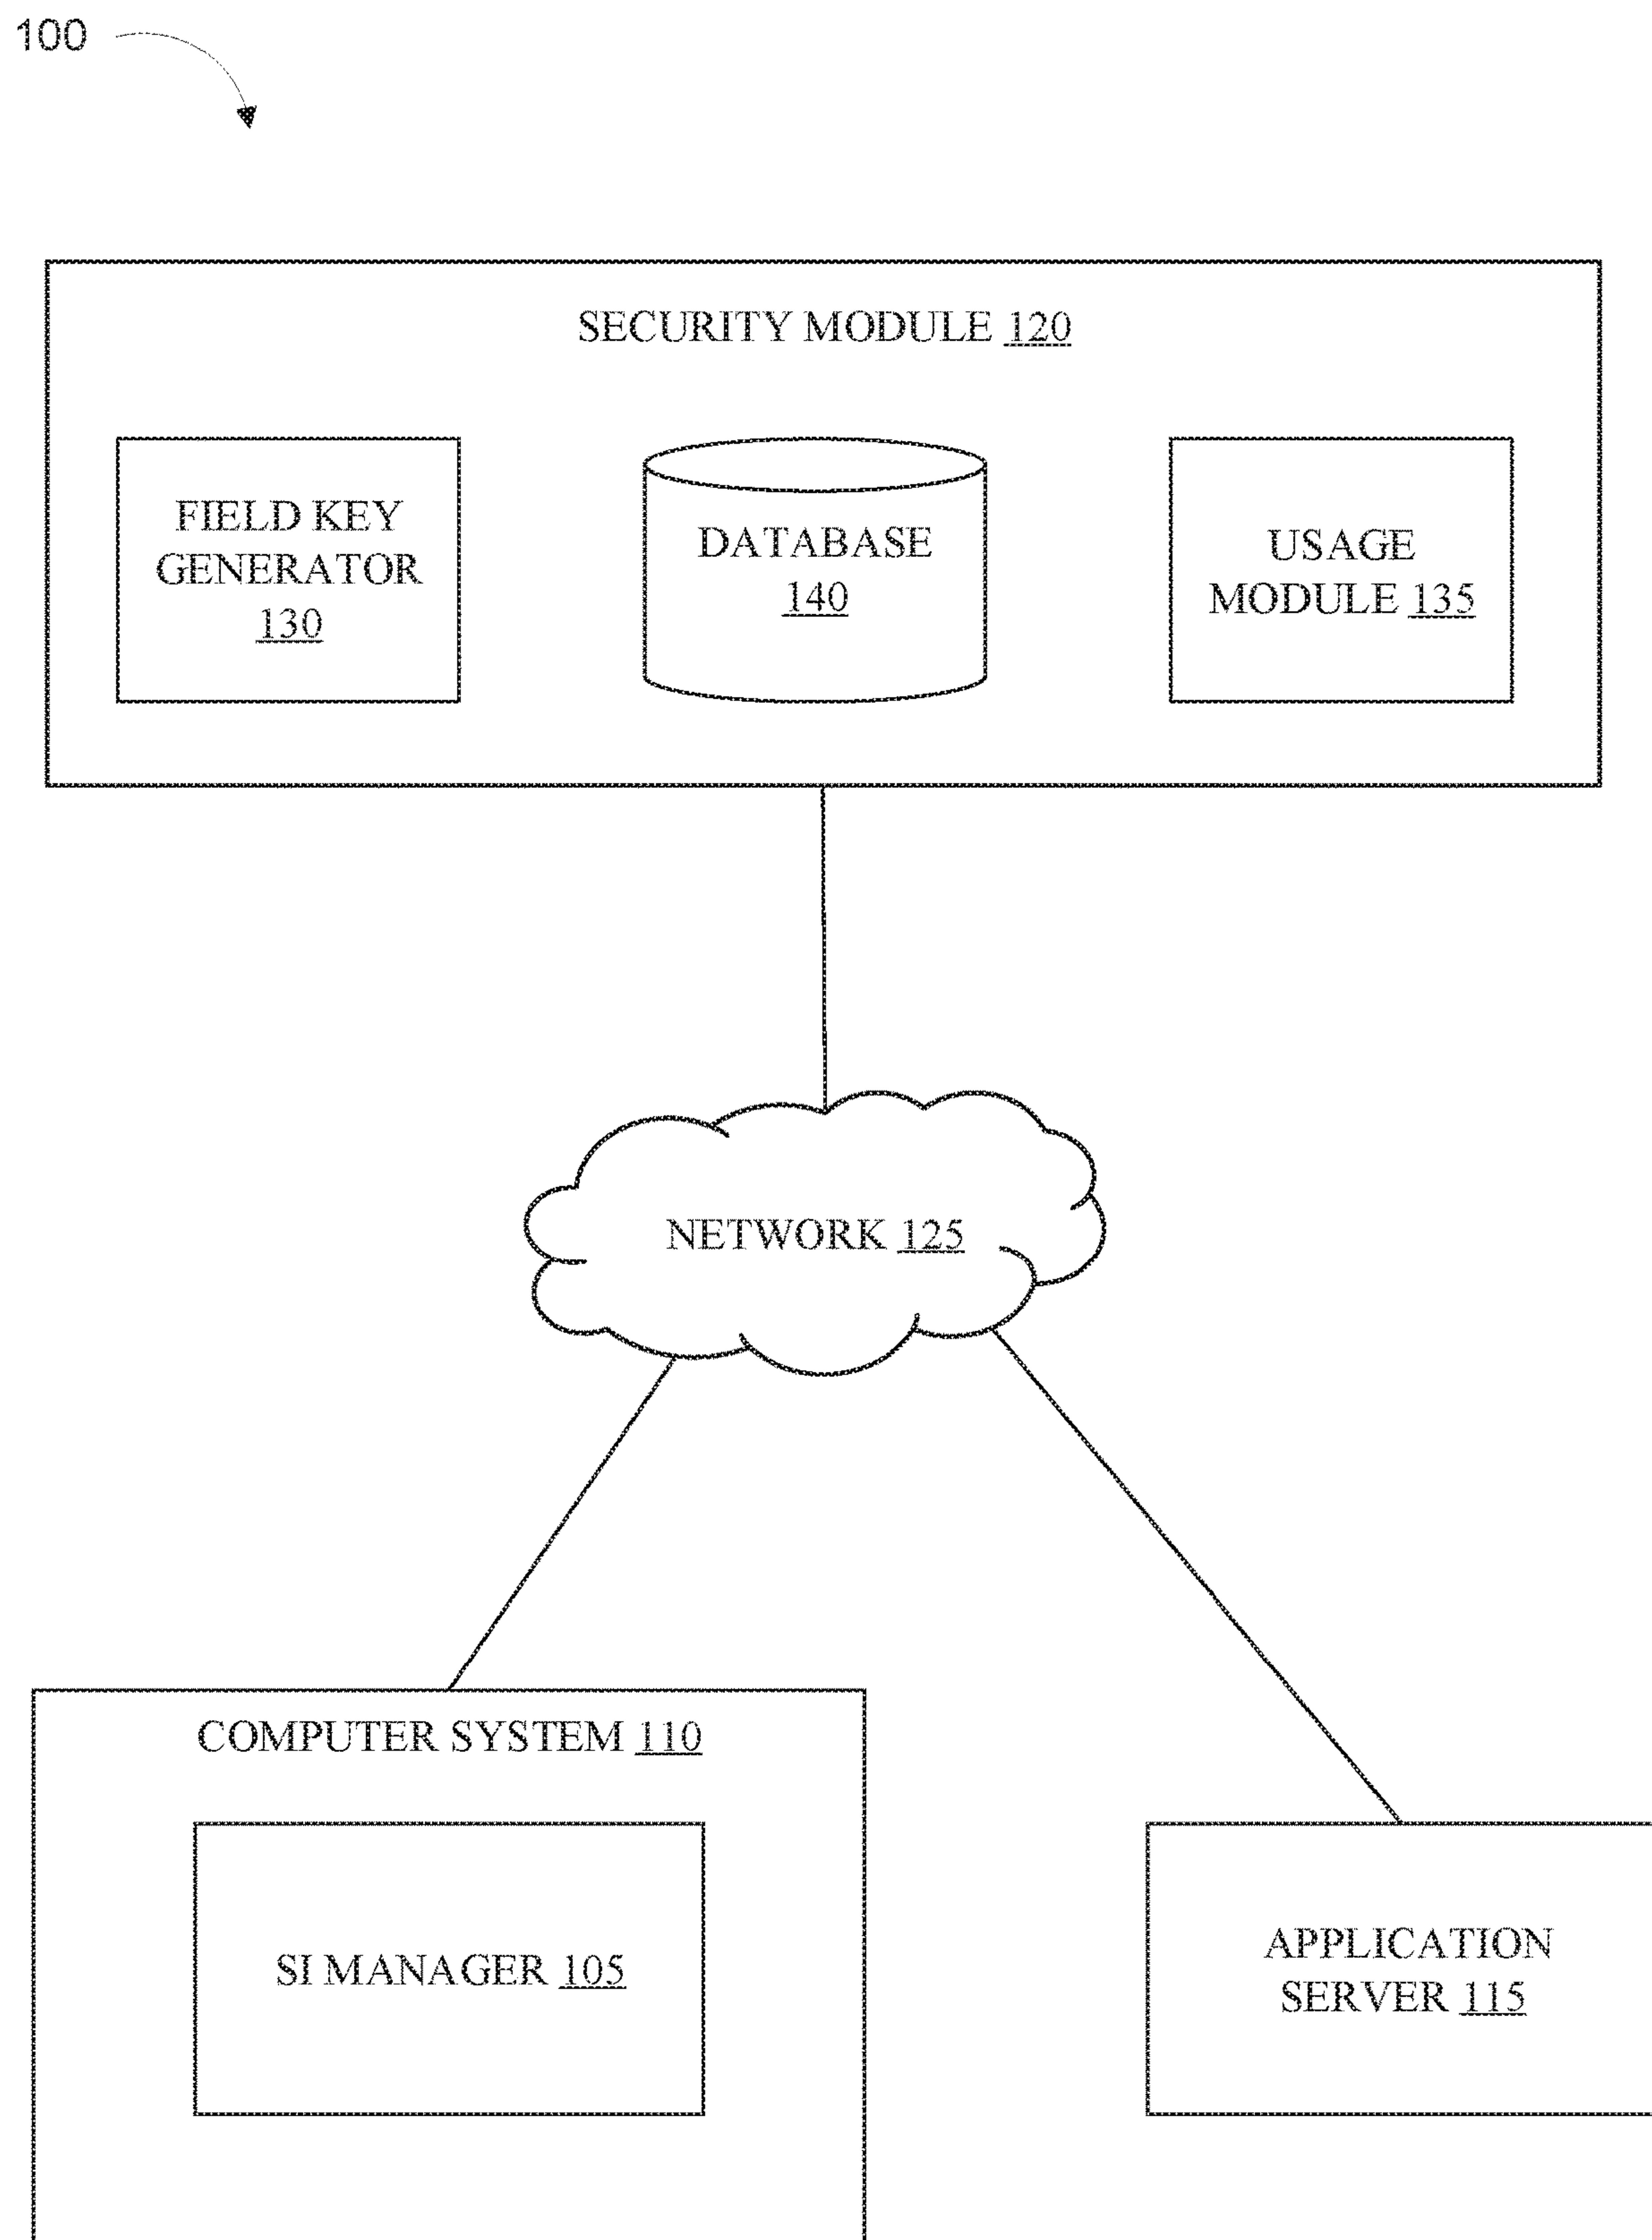 100
SECURITY MODULE 120
FIELD KEY
GENERATOR
130
DATABASE
140
USAGE
MODULE 135
NETWORK 125
COMPUTER SYSTEM 110
SI MANAGER 105
APPLICATION
SERVER 115